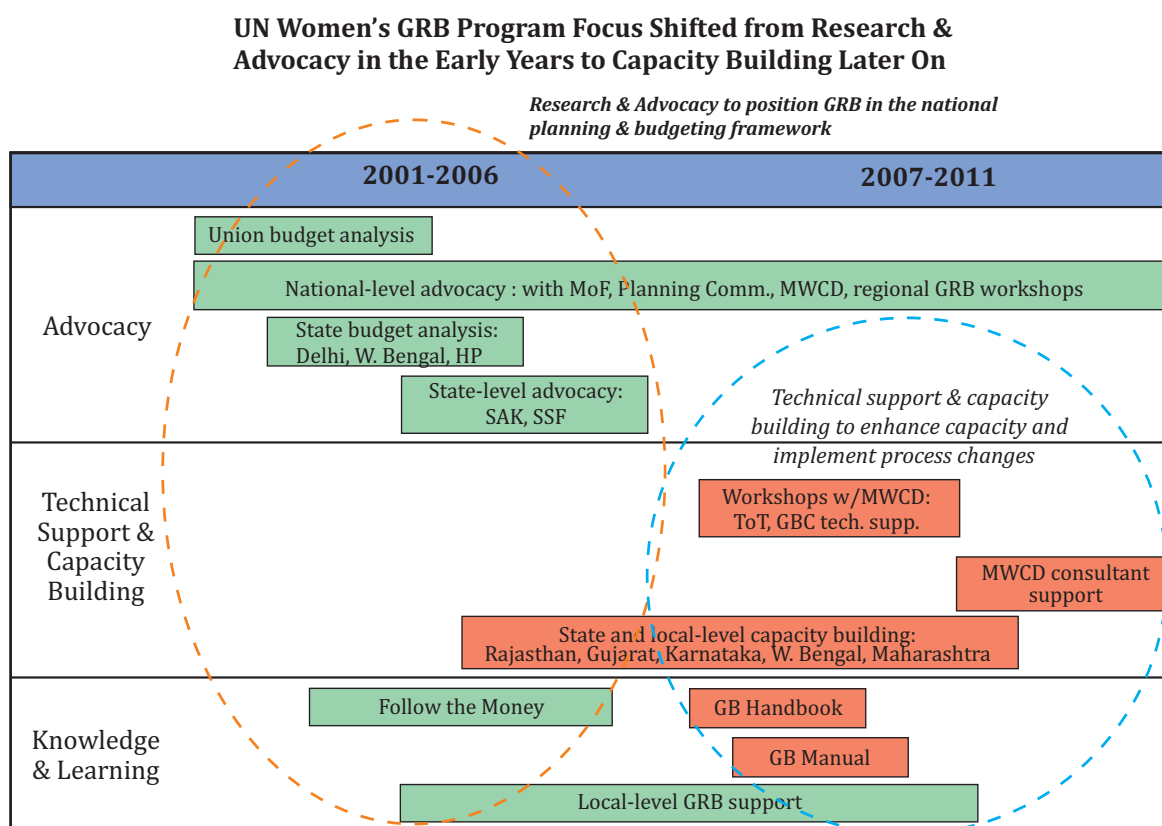 UN Women's GRB Program Focus Shifted from Research &
Advocacy in the Early Years to Capacity Building Later On
Research & Advocacy to position GRB in the national
planning & budgeting framework
2001-2006
2007-2011
Advocacy
Union budget analysis
National-level advocacy : with MoF, Planning Comm., MWCD, regional GRB workshops
State budget analysis:
Delhi, W. Bengal, HP
State-level advocacy:
SAK, SSF
Technical support & capacity
building to enhance capacity and
implement process changes
Technical
Support &
Capacity
Building
Workshops w/MWCD:
ToT, GBC tech. supp.
MWCD consultant
support
State and local-level capacity building:
Rajasthan, Gujarat, Karnataka, W. Bengal, Maharashtra
Knowledge
& Learning
Follow the Money
GB Handbook
GB Manual
Local-level GRB support